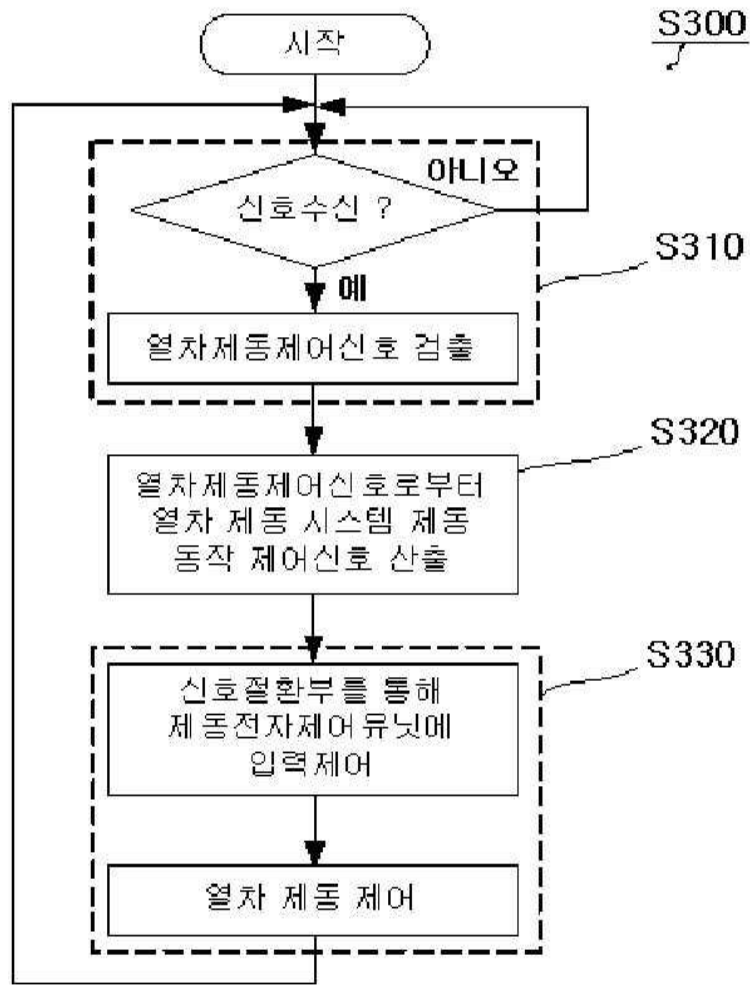 시작
S300
아니오
신호수신 ?
S310
예
열차제동제어신호 검출
S320
열차제동제어신호로부터
열차 제동 시스템 제동
동작 제어신호 산출
S330
신호절환부를 통해
제동전자제어뮤닛에
입력제어
열차 제동 제어